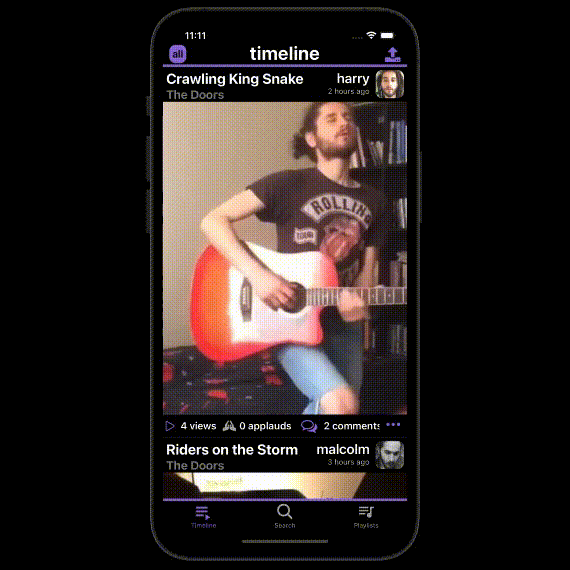 11:11
all
timeline
Crawling King Snake
harry
The Doors
2 hours ago
ROLLING
TOUR
4 views
0 applauds
2 comments
Riders on the Storm
malcolm
The Doors
3 hours ago
Timeline
Search
Playlists